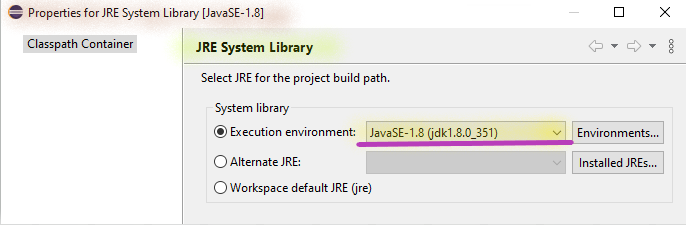 Properties for JRE System Library [JavaSE-1.8]
Classpath Container
JRE System Library
Select JRE for the project build path.
System library
Execution environment: JavaSE-1.8 (jdk1.8.0_351) Environments...
Alternate JRE: Installed JREs...
Workspace default JRE (jre)